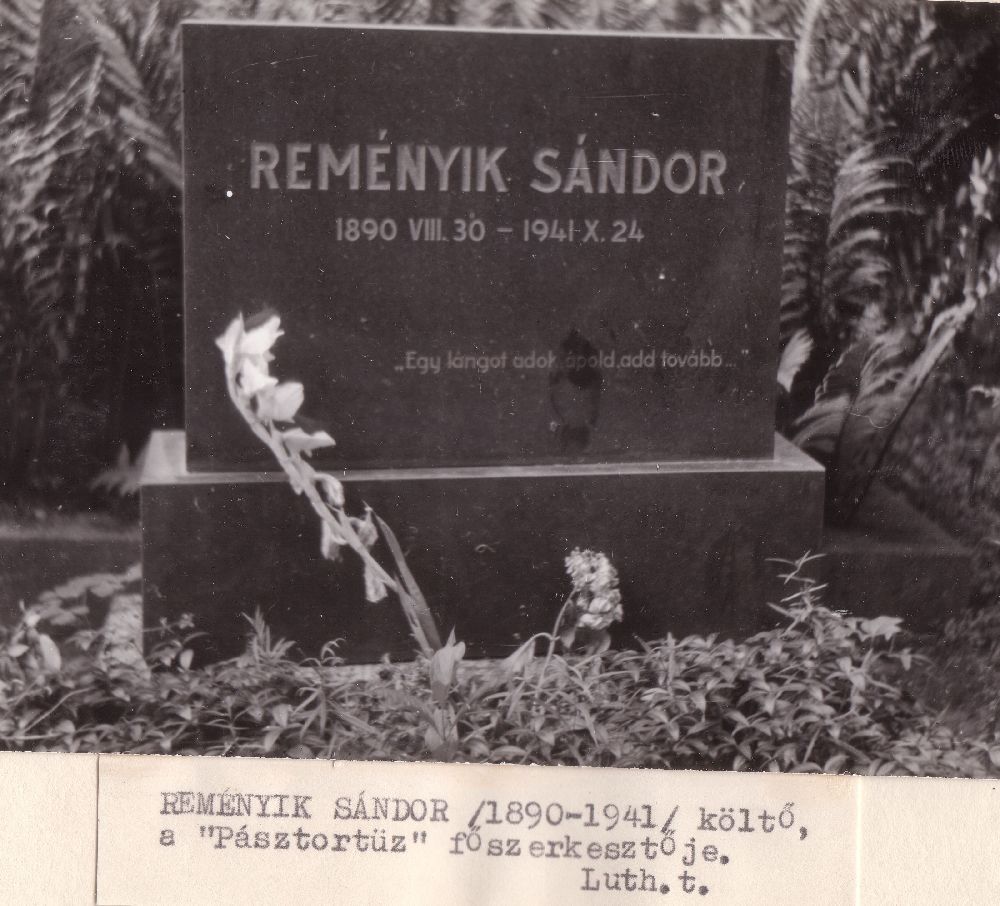 REMÉNYIK SÁNDOR
1890 VIII. 30 - 1941 X. 24
„Egy lángot adok, ápold, add tovább..."
REMÉNYIK SÁNDOR /1890-1941/ költő,
a "Pásztortüz" főszerkesztője.
Luth. t.